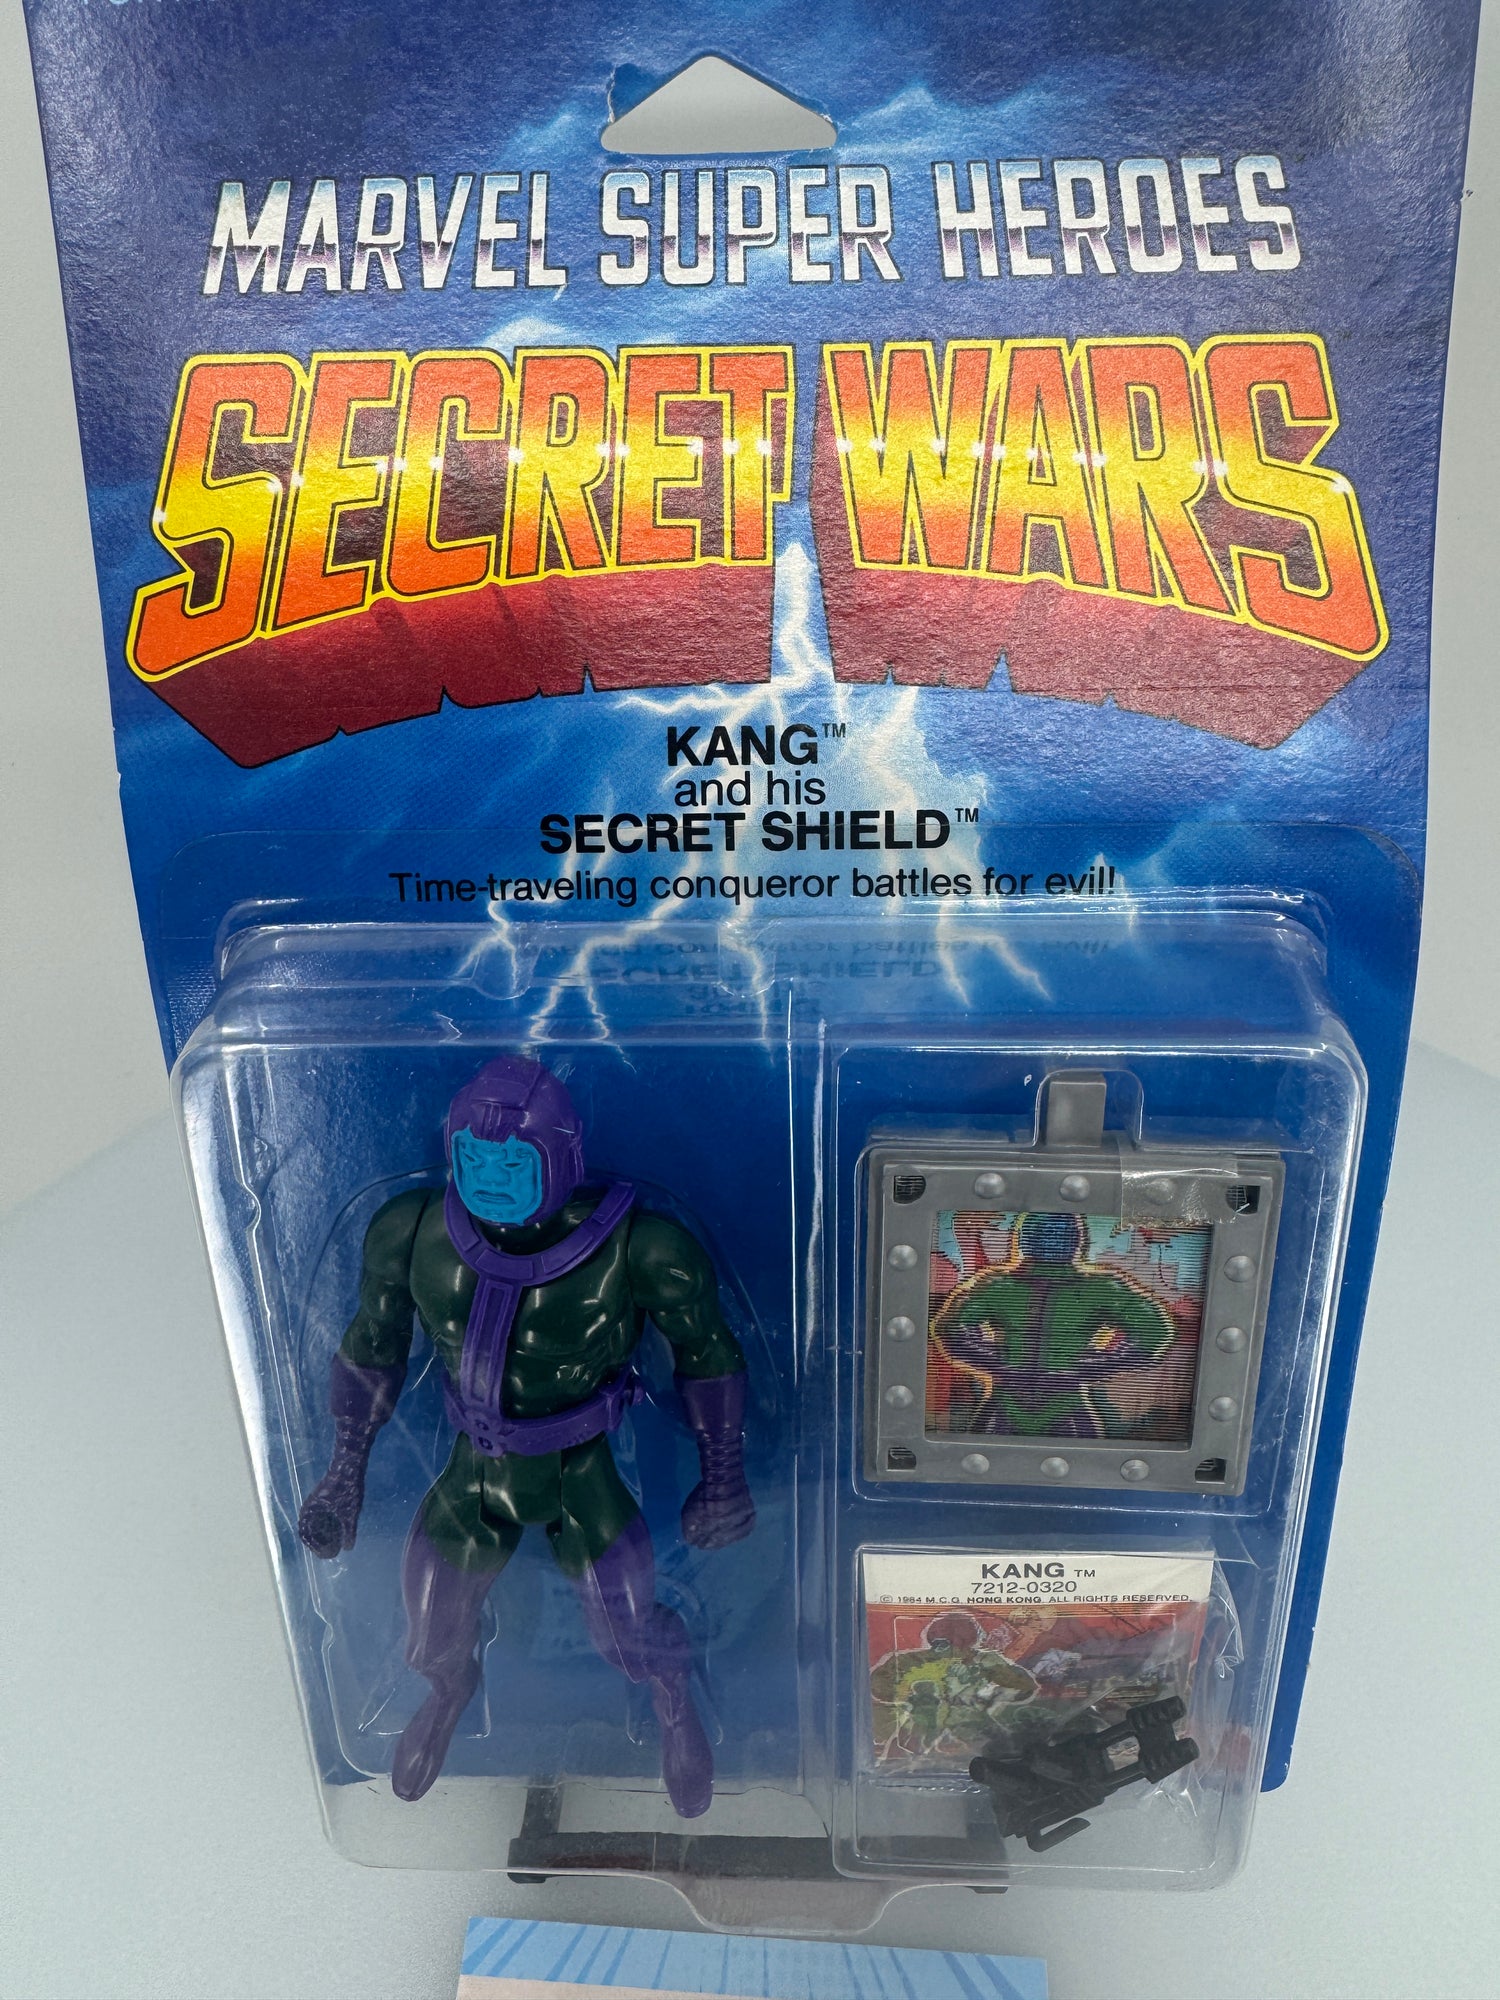 MARVEL SUPER HEROES
SECRET WARS
KANG™
and his
SECRET SHIELD™
Time-traveling conqueror battles for evil!
KANG TM
7212-0320
© 1984 M.C.G. HONG KONG ALL RIGHTS RESERVED